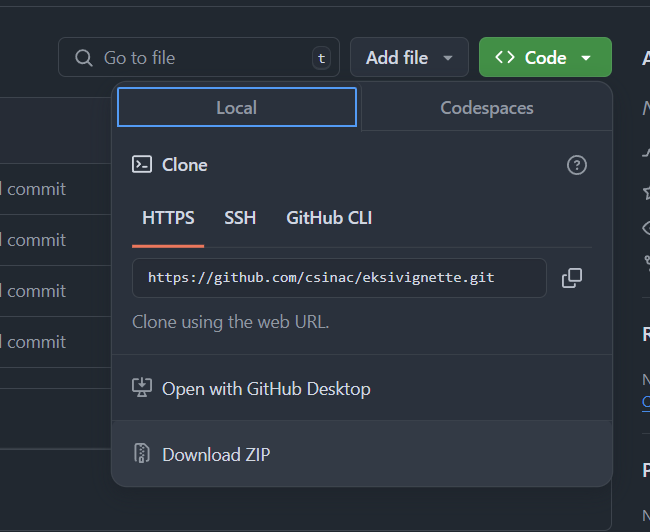 Go to file
t
Add file
Code
Local
Codespaces
Clone
HTTPS
SSH
GitHub CLI
commit
commit
commit
https://github.com/csinac/eksivignette.git
Clone using the web URL.
Open with GitHub Desktop
Download ZIP